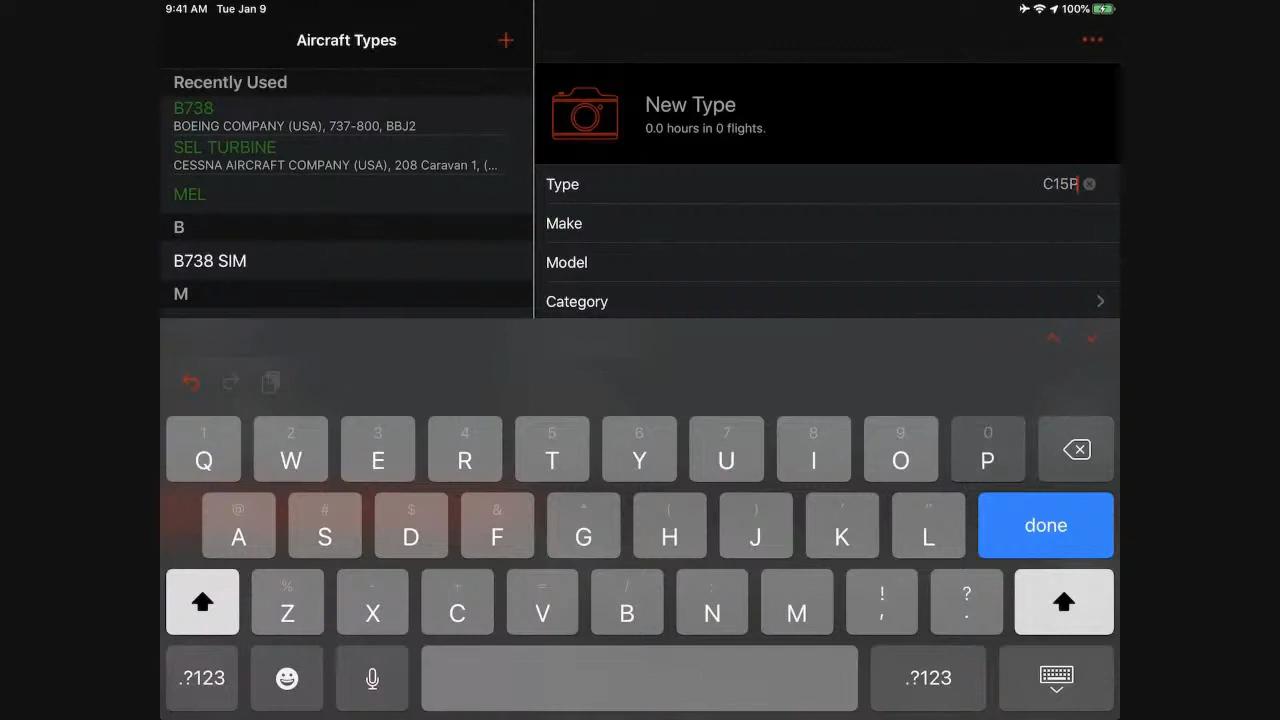 9:41 AM Tue Jan 9
100%
Aircraft Types
+
Recently Used
B738
BOEING COMPANY (USA), 737-800, BBJ2
SEL TURBINE
CESSNA AIRCRAFT COMPANY (USA), 208 Caravan 1, (...
MEL
B
B738 SIM
M
New Type
0.0 hours in 0 flights.
Type C15P
Make
Model
Category
1 2 3 4 5 6 7 8 9 0
Q W E R T Y U I O P
@ # $ & * ( ) ' "
A S D F G H J K L done
% - + = / ; : ! ?
Z X C V B N M , .
.?123 .?123